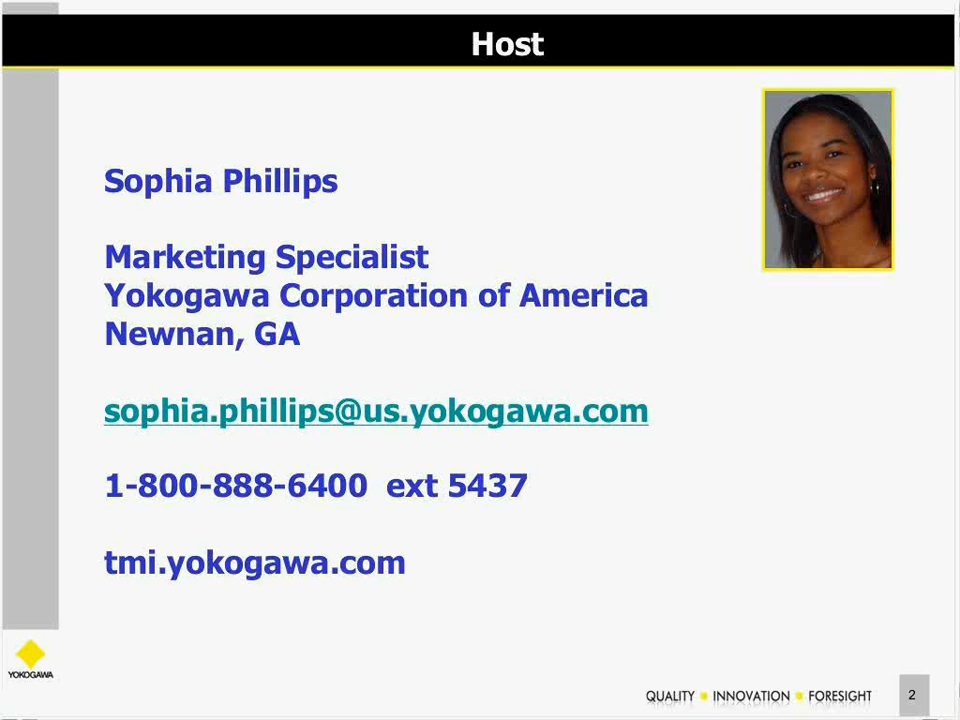 Host
Sophia Phillips
Marketing Specialist
Yokogawa Corporation of America
Newnan, GA
sophia.phillips@us.yokogawa.com
1-800-888-6400 ext 5437
tmi.yokogawa.com
YOKOGAWA
QUALITY ■ INNOVATION ■ FORESIGHT
2